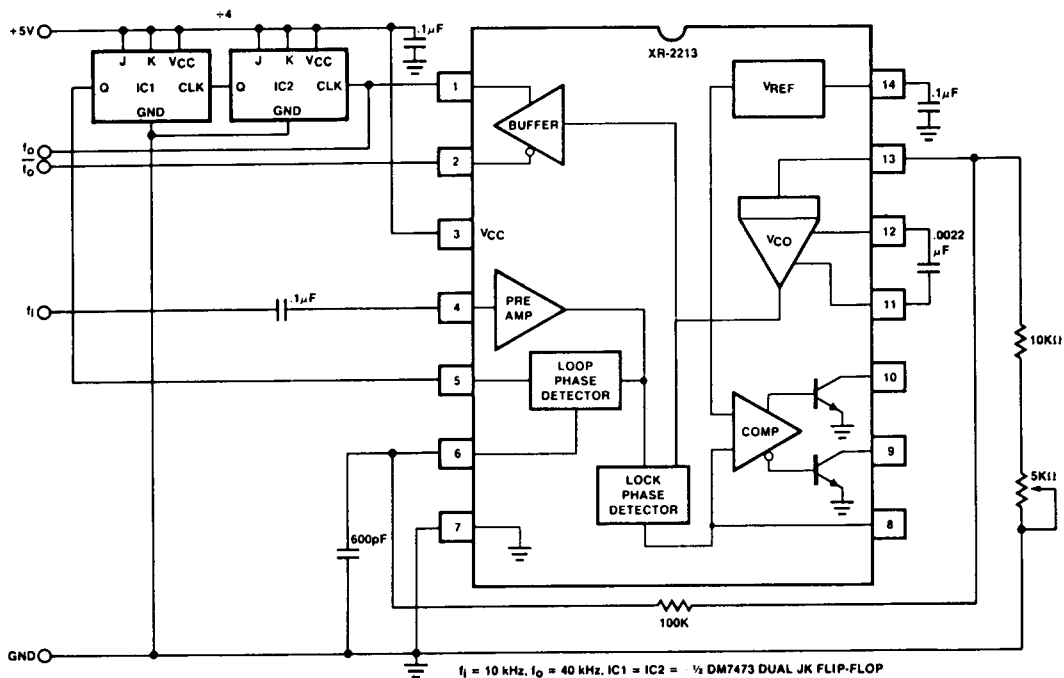 ÷4
+5V
.1µF
J K VCC
J K VCC
Q IC1 CLK
Q IC2 CLK
GND
GND
fo
f̅o̅
XR-2213
1
BUFFER
2
3 VCC
4
PRE
AMP
5
LOOP
PHASE
DETECTOR
6
LOCK
PHASE
DETECTOR
7
VREF
14
.1µF
13
VCO
12
.0022
µF
11
10
COMP
9
8
fI
.1µF
600pF
10KΩ
5KΩ
100K
GND
fI = 10 kHz, fo = 40 kHz, IC1 = IC2 = ½ DM7473 DUAL JK FLIP-FLOP